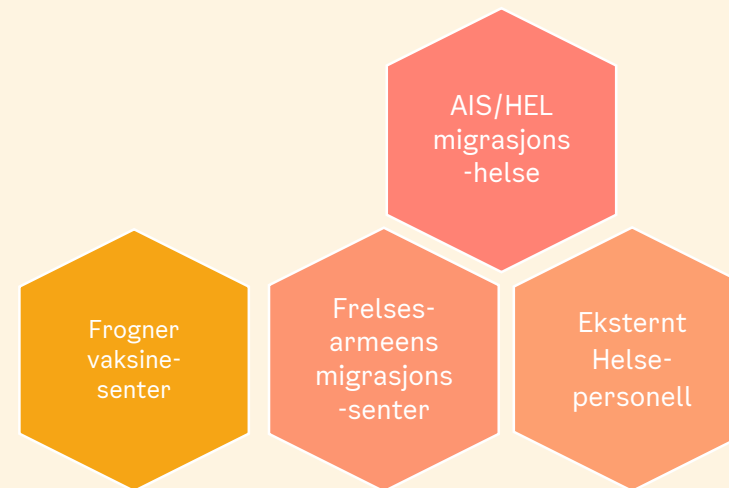 AIS/HEL
migrasjons
-helse
Frogner
vaksine-
senter
Frelses-
armeens
migrasjons
-senter
Eksternt
Helse-
personell